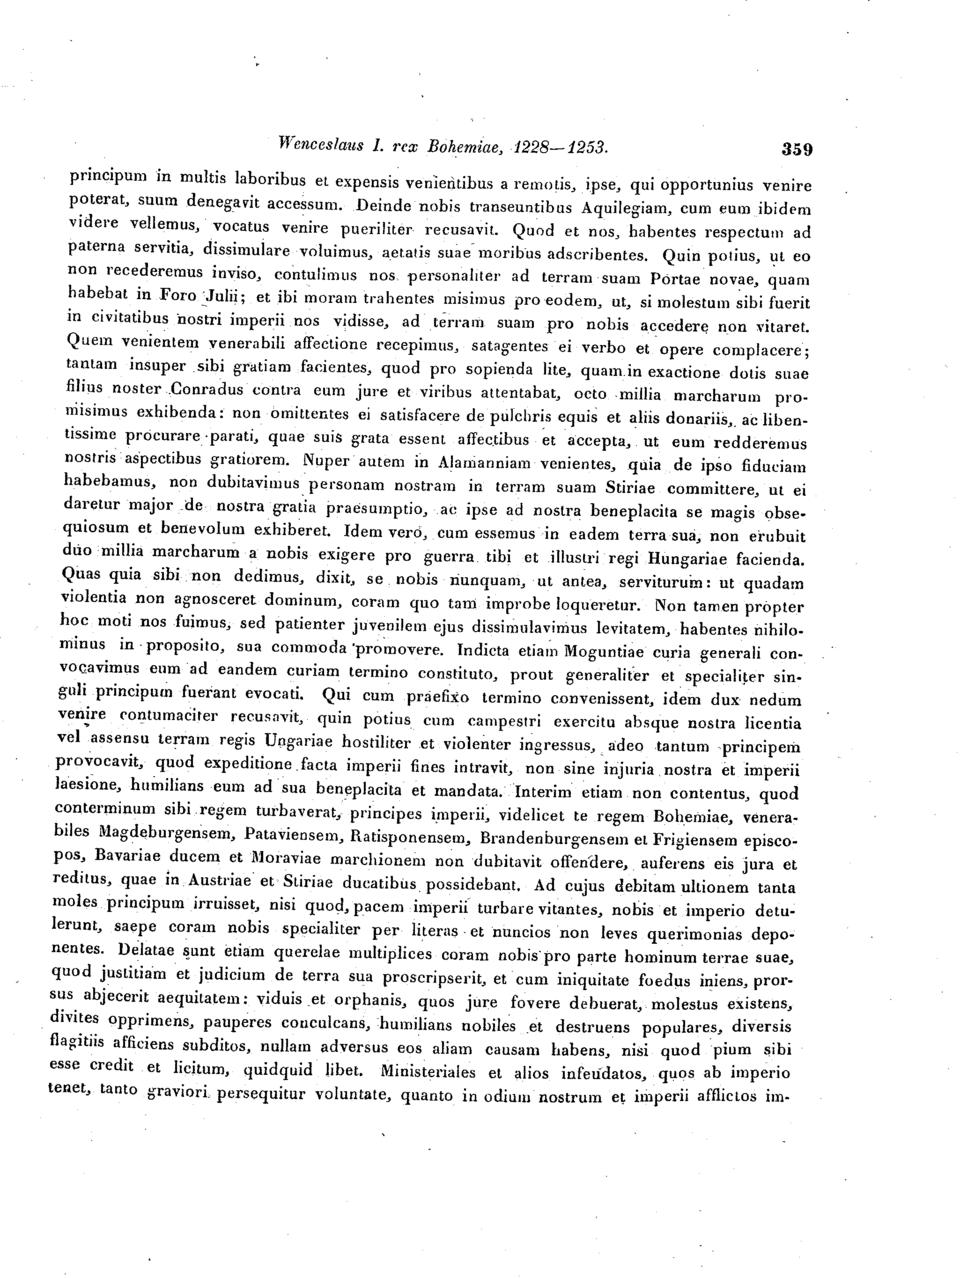 Wenceslaus I. rex Bohemiae, 1228—1253. 359
principum in multis laboribus et expensis venientibus a remotis, ipse, qui opportunius venire
poterat, suum denegavit accessum. Deinde nobis transeuntibus Aquilegiam, cum eum ibidem
videre vellemus, vocatus venire pueriliter recusavit. Quod et nos, habentes respectum ad
paterna servitia, dissimulare voluimus, aetatis suae moribus adscribentes. Quin potius, ut eo
non recederemus inviso, contulimus nos personaliter ad terram suam Portae novae, quam
habebat in Foro Julii; et ibi moram trahentes misimus pro eodem, ut, si molestum sibi fuerit
in civitatibus nostri imperii nos vidisse, ad terram suam pro nobis accedere non vitaret.
Quem venientem venerabili affectione recepimus, satagentes ei verbo et opere complacere;
tantam insuper sibi gratiam facientes, quod pro sopienda lite, quam in exactione dotis suae
filius noster Conradus contra eum jure et viribus attentabat, octo millia marcharum pro-
misimus exhibenda: non omittentes ei satisfacere de pulchris equis et aliis donariis, ac liben-
tissime procurare parati, quae suis grata essent affectibus et accepta, ut eum redderemus
nostris aspectibus gratiorem. Nuper autem in Alamanniam venientes, quia de ipso fiduciam
habebamus, non dubitavimus personam nostram in terram suam Stiriae committere, ut ei
daretur major de nostra gratia praesumptio, ac ipse ad nostra beneplacita se magis obse-
quiosum et benevolum exhiberet. Idem vero, cum essemus in eadem terra sua, non erubuit
duo millia marcharum a nobis exigere pro guerra tibi et illustri regi Hungariae facienda.
Quas quia sibi non dedimus, dixit, se nobis nunquam, ut antea, serviturum: ut quadam
violentia non agnosceret dominum, coram quo tam improbe loqueretur. Non tamen propter
hoc moti nos fuimus, sed patienter juvenilem ejus dissimulavimus levitatem, habentes nihilo-
minus in proposito, sua commoda promovere. Indicta etiam Moguntiae curia generali con-
vocavimus eum ad eandem curiam termino constituto, prout generaliter et specialiter sin-
guli principum fuerant evocati. Qui cum praefixo termino convenissent, idem dux nedum
venire contumaciter recusavit, quin potius cum campestri exercitu absque nostra licentia
vel assensu terram regis Ungariae hostiliter et violenter ingressus, adeo tantum principem
provocavit, quod expeditione facta imperii fines intravit, non sine injuria nostra et imperii
laesione, humilians eum ad sua beneplacita et mandata. Interim etiam non contentus, quod
conterminum sibi regem turbaverat, principes imperii, videlicet te regem Bohemiae, venera-
biles Magdeburgensem, Pataviensem, Ratisponensem, Brandenburgensem et Frigiensem episco-
pos, Bavariae ducem et Moraviae marchionem non dubitavit offendere, auferens eis jura et
reditus, quae in Austriae et Stiriae ducatibus possidebant. Ad cujus debitam ultionem tanta
moles principum irruisset, nisi quod, pacem imperii turbare vitantes, nobis et imperio detu-
lerunt, saepe coram nobis specialiter per literas et nuncios non leves querimonias depo-
nentes. Delatae sunt etiam querelae multiplices coram nobis pro parte hominum terrae suae,
quod justitiam et judicium de terra sua proscripserit, et cum iniquitate foedus iniens, pror-
sus abjecerit aequitatem: viduis et orphanis, quos jure fovere debuerat, molestus existens,
divites opprimens, pauperes conculcans, humilians nobiles et destruens populares, diversis
flagitiis afficiens subditos, nullam adversus eos aliam causam habens, nisi quod pium sibi
esse credit et licitum, quidquid libet. Ministeriales et alios infeudatos, quos ab imperio
tenet, tanto graviori persequitur voluntate, quanto in odium nostrum et imperii afflictos im-